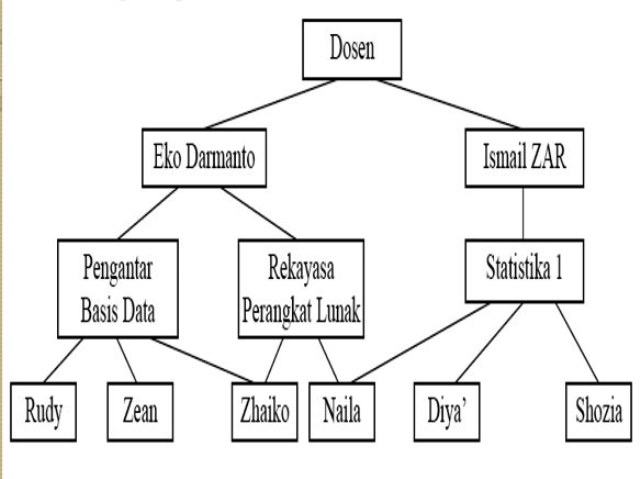 Dosen
Eko Darmanto
Ismail ZAR
Pengantar
Basis Data
Rekayasa
Perangkat Lunak
Statistika 1
Rudy
Zean
Zhaiko
Naila
Diya’
Shozia